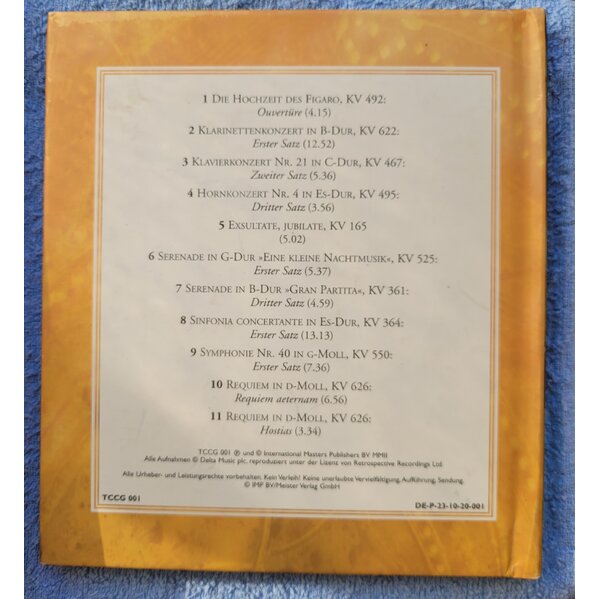 1 Die Hochzeit des Figaro, KV 492:
Ouvertüre (4.15)
2 Klarinettenkonzert in B-Dur, KV 622:
Erster Satz (12.52)
3 Klavierkonzert Nr. 21 in C-Dur, KV 467:
Zweiter Satz (5.36)
4 Hornkonzert Nr. 4 in Es-Dur, KV 495:
Dritter Satz (3.56)
5 Exsultate, jubilate, KV 165
(5.02)
6 Serenade in G-Dur »Eine kleine Nachtmusik«, KV 525:
Erster Satz (5.37)
7 Serenade in B-Dur »Gran Partita«, KV 361:
Dritter Satz (4.59)
8 Sinfonia concertante in Es-Dur, KV 364:
Erster Satz (13.13)
9 Symphonie Nr. 40 in g-Moll, KV 550:
Erster Satz (7.36)
10 Requiem in d-Moll, KV 626:
Requiem aeternam (6.56)
11 Requiem in d-Moll, KV 626:
Hostias (3.34)
TCCG 001 ℗ und © International Masters Publishers BV MMII
Alle Aufnahmen © Delta Music plc. reproduziert unter der Lizenz von Retrospective Recordings Ltd
Alle Urheber- und Leistungsrechte vorbehalten. Kein Verleih! Keine unerlaubte Vervielfältigung, Aufführung, Sendung.
© IMP BV/Meister Verlag GmbH
TCCG 001
DE-P-23-10-20-001